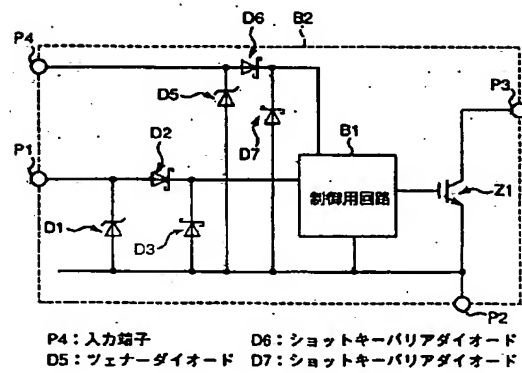 D6
B2
P4
D5
P3
D7
B1
D2
P1
制御用回路
Z1
D1
D3
P2
P4：入力端子
D6：ショットキーバリアダイオード
D5：ツェナーダイオード
D7：ショットキーバリアダイオード